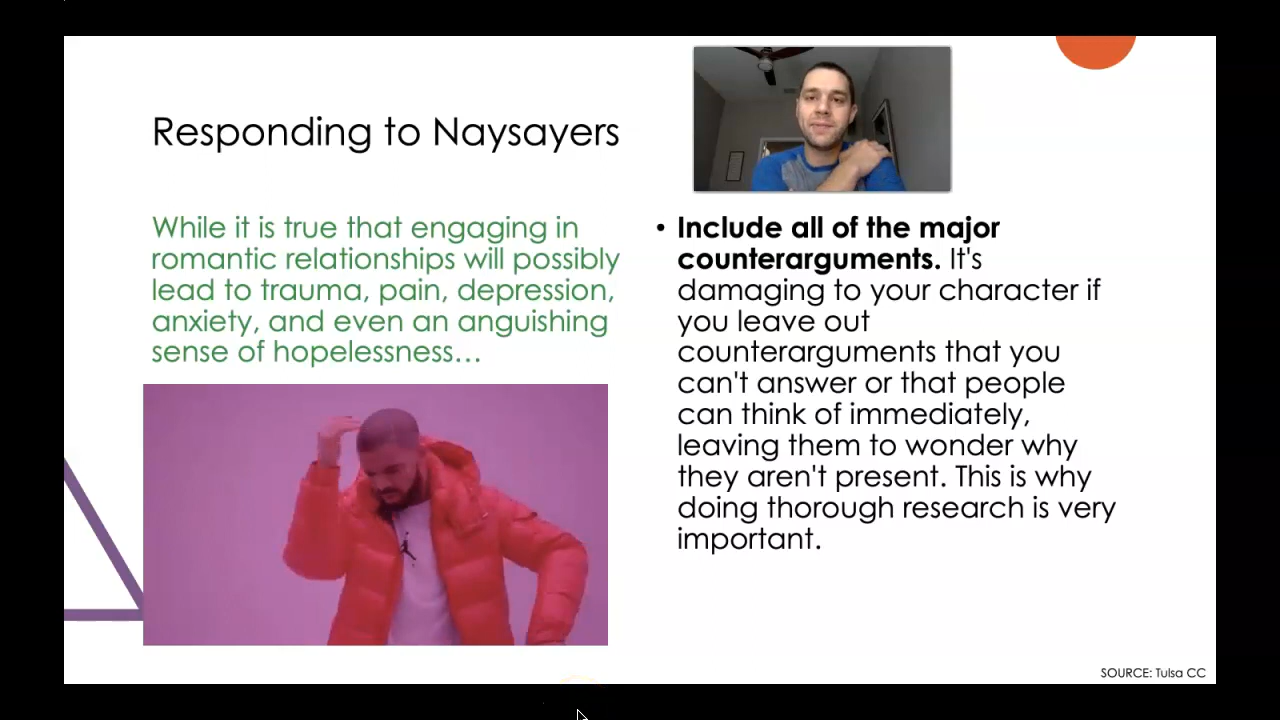 Responding to Naysayers
While it is true that engaging in
romantic relationships will possibly
lead to trauma, pain, depression,
anxiety, and even an anguishing
sense of hopelessness…
• Include all of the major
counterarguments. It's
damaging to your character if
you leave out
counterarguments that you
can't answer or that people
can think of immediately,
leaving them to wonder why
they aren't present. This is why
doing thorough research is very
important.
SOURCE: Tulsa CC